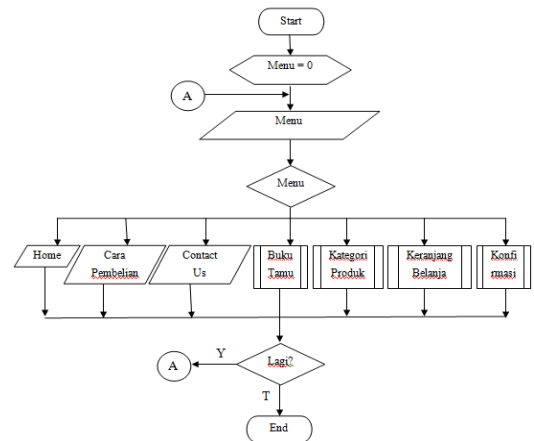 Start
Menu = 0
A
Menu
Menu
Home
Cara
Pembelian
Contact
Us
Buku
Tamu
Kategori
Produk
Keranjang
Belanja
Konfi
rmasi
Lagi?
Y
A
T
End